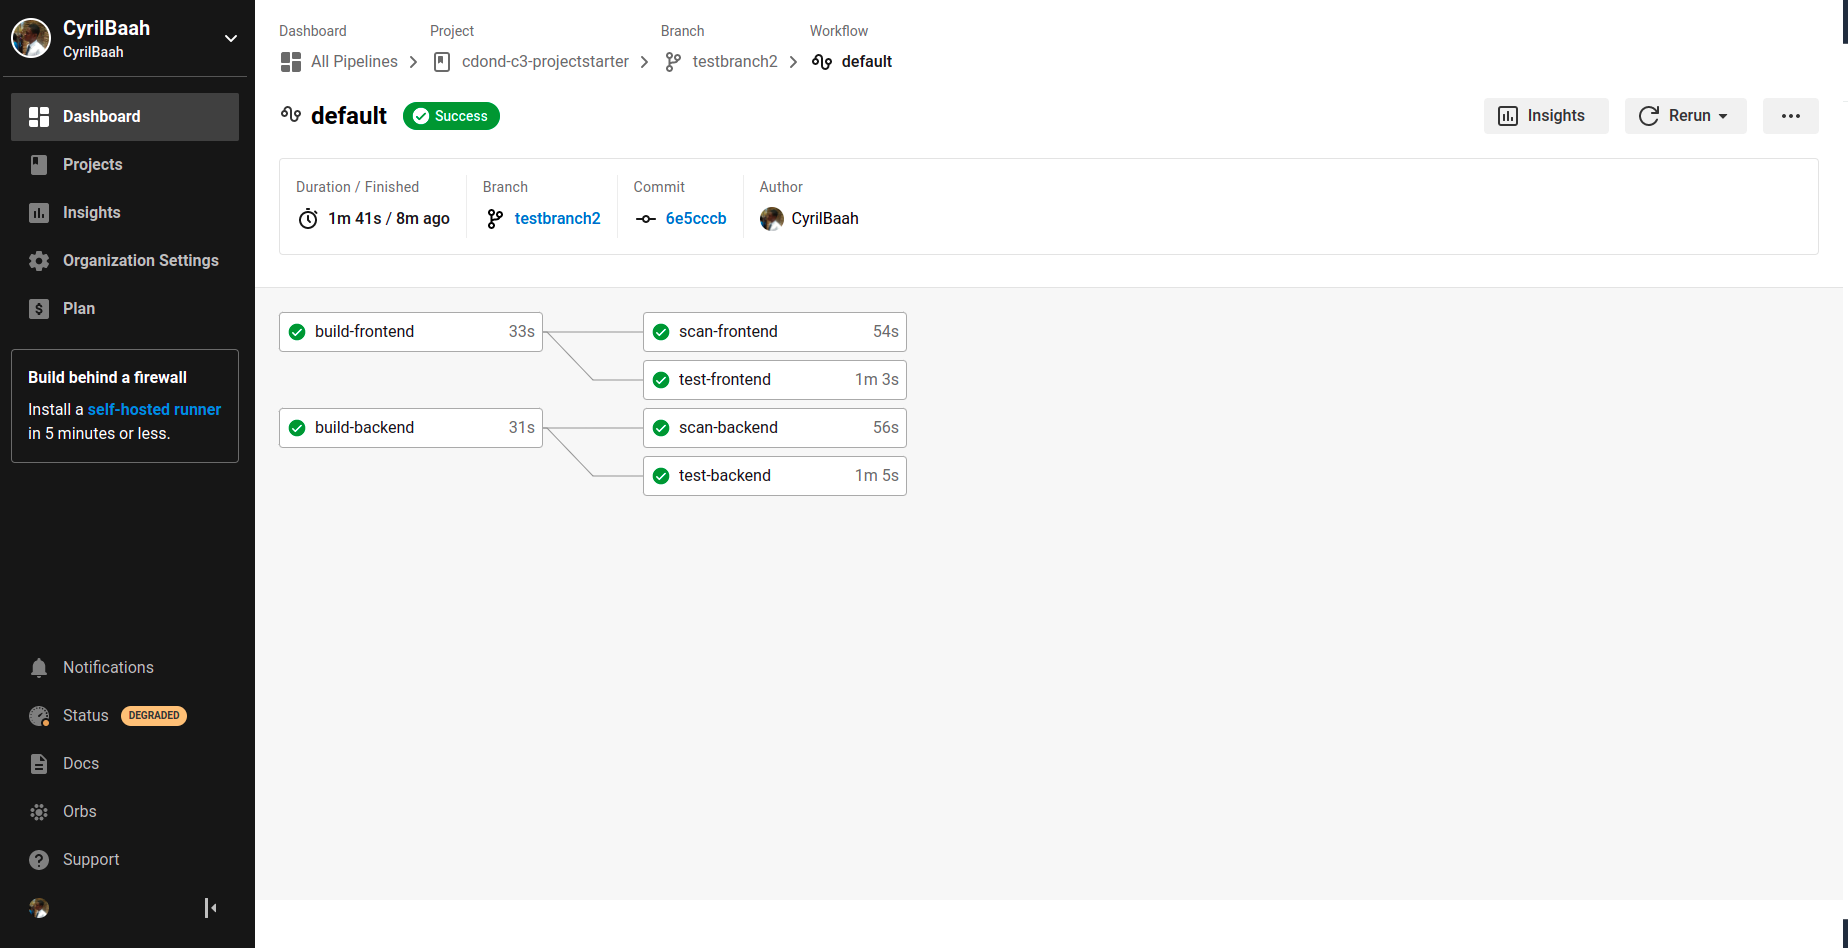 CyrilBaah
CyrilBaah
Dashboard
Projects
Insights
Organization Settings
Plan
Build behind a firewall
Install a self-hosted runner
in 5 minutes or less.
Notifications
Status DEGRADED
Docs
Orbs
Support
Dashboard Project Branch Workflow
All Pipelines cdond-c3-projectstarter testbranch2 default
default Success
Insights Rerun
Duration / Finished Branch Commit Author
1m 41s / 8m ago testbranch2 6e5cccb CyrilBaah
build-frontend 33s scan-frontend 54s
test-frontend 1m 3s
build-backend 31s scan-backend 56s
test-backend 1m 5s